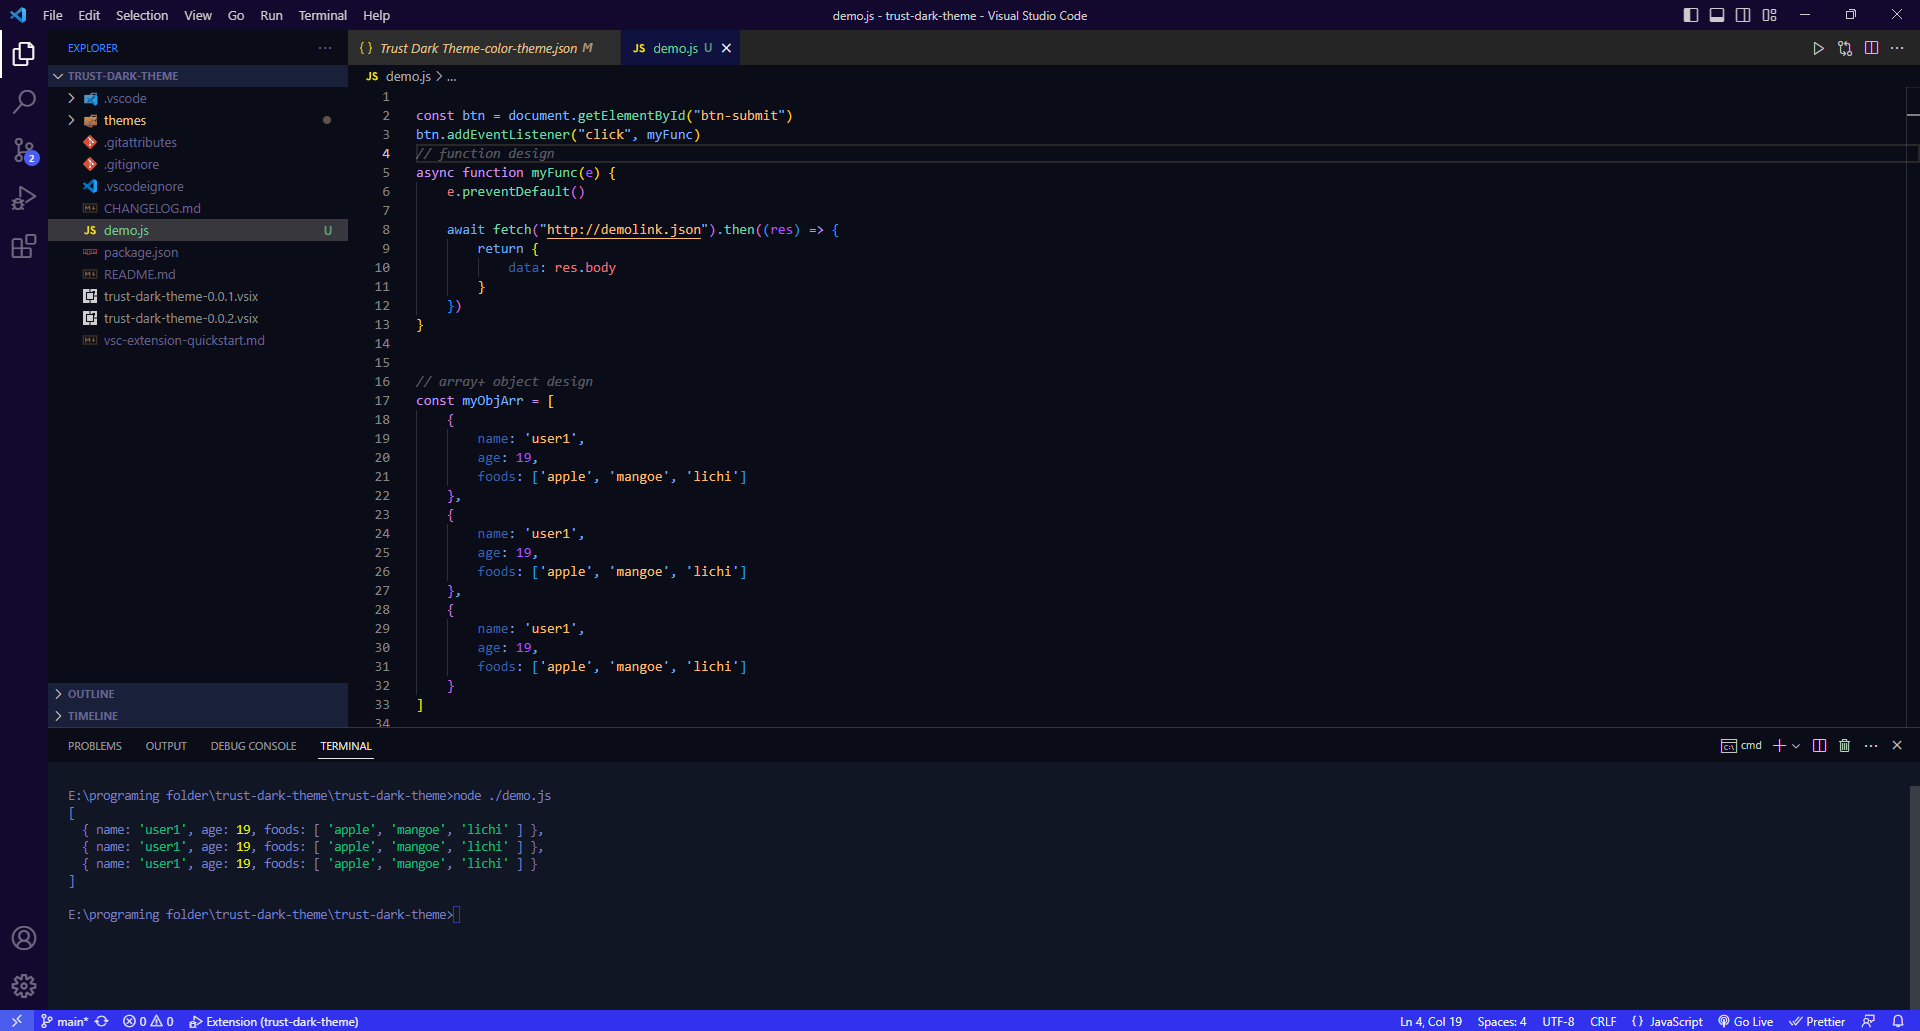 File Edit Selection View Go Run Terminal Help
demo.js - trust-dark-theme - Visual Studio Code
EXPLORER
TRUST-DARK-THEME
.vscode
themes
.gitattributes
.gitignore
.vscodeignore
CHANGELOG.md
JS demo.js U
package.json
README.md
trust-dark-theme-0.0.1.vsix
trust-dark-theme-0.0.2.vsix
vsc-extension-quickstart.md
OUTLINE
TIMELINE
2
{} Trust Dark Theme-color-theme.json M
JS demo.js U
JS demo.js > ...
1
2 const btn = document.getElementById("btn-submit")
3 btn.addEventListener("click", myFunc)
4 // function design
5 async function myFunc(e) {
6     e.preventDefault()
7
8     await fetch("http://demolink.json").then((res) => {
9         return {
10             data: res.body
11         }
12     })
13 }
14
15
16 // array+ object design
17 const myObjArr = [
18     {
19         name: 'user1',
20         age: 19,
21         foods: ['apple', 'mangoe', 'lichi']
22     },
23     {
24         name: 'user1',
25         age: 19,
26         foods: ['apple', 'mangoe', 'lichi']
27     },
28     {
29         name: 'user1',
30         age: 19,
31         foods: ['apple', 'mangoe', 'lichi']
32     }
33 ]
34
PROBLEMS OUTPUT DEBUG CONSOLE TERMINAL
cmd
E:\programing folder\trust-dark-theme\trust-dark-theme>node ./demo.js
[
  { name: 'user1', age: 19, foods: [ 'apple', 'mangoe', 'lichi' ] },
  { name: 'user1', age: 19, foods: [ 'apple', 'mangoe', 'lichi' ] },
  { name: 'user1', age: 19, foods: [ 'apple', 'mangoe', 'lichi' ] }
]
E:\programing folder\trust-dark-theme\trust-dark-theme>
main* 0 0 Extension (trust-dark-theme)
Ln 4, Col 19 Spaces: 4 UTF-8 CRLF {} JavaScript Go Live Prettier